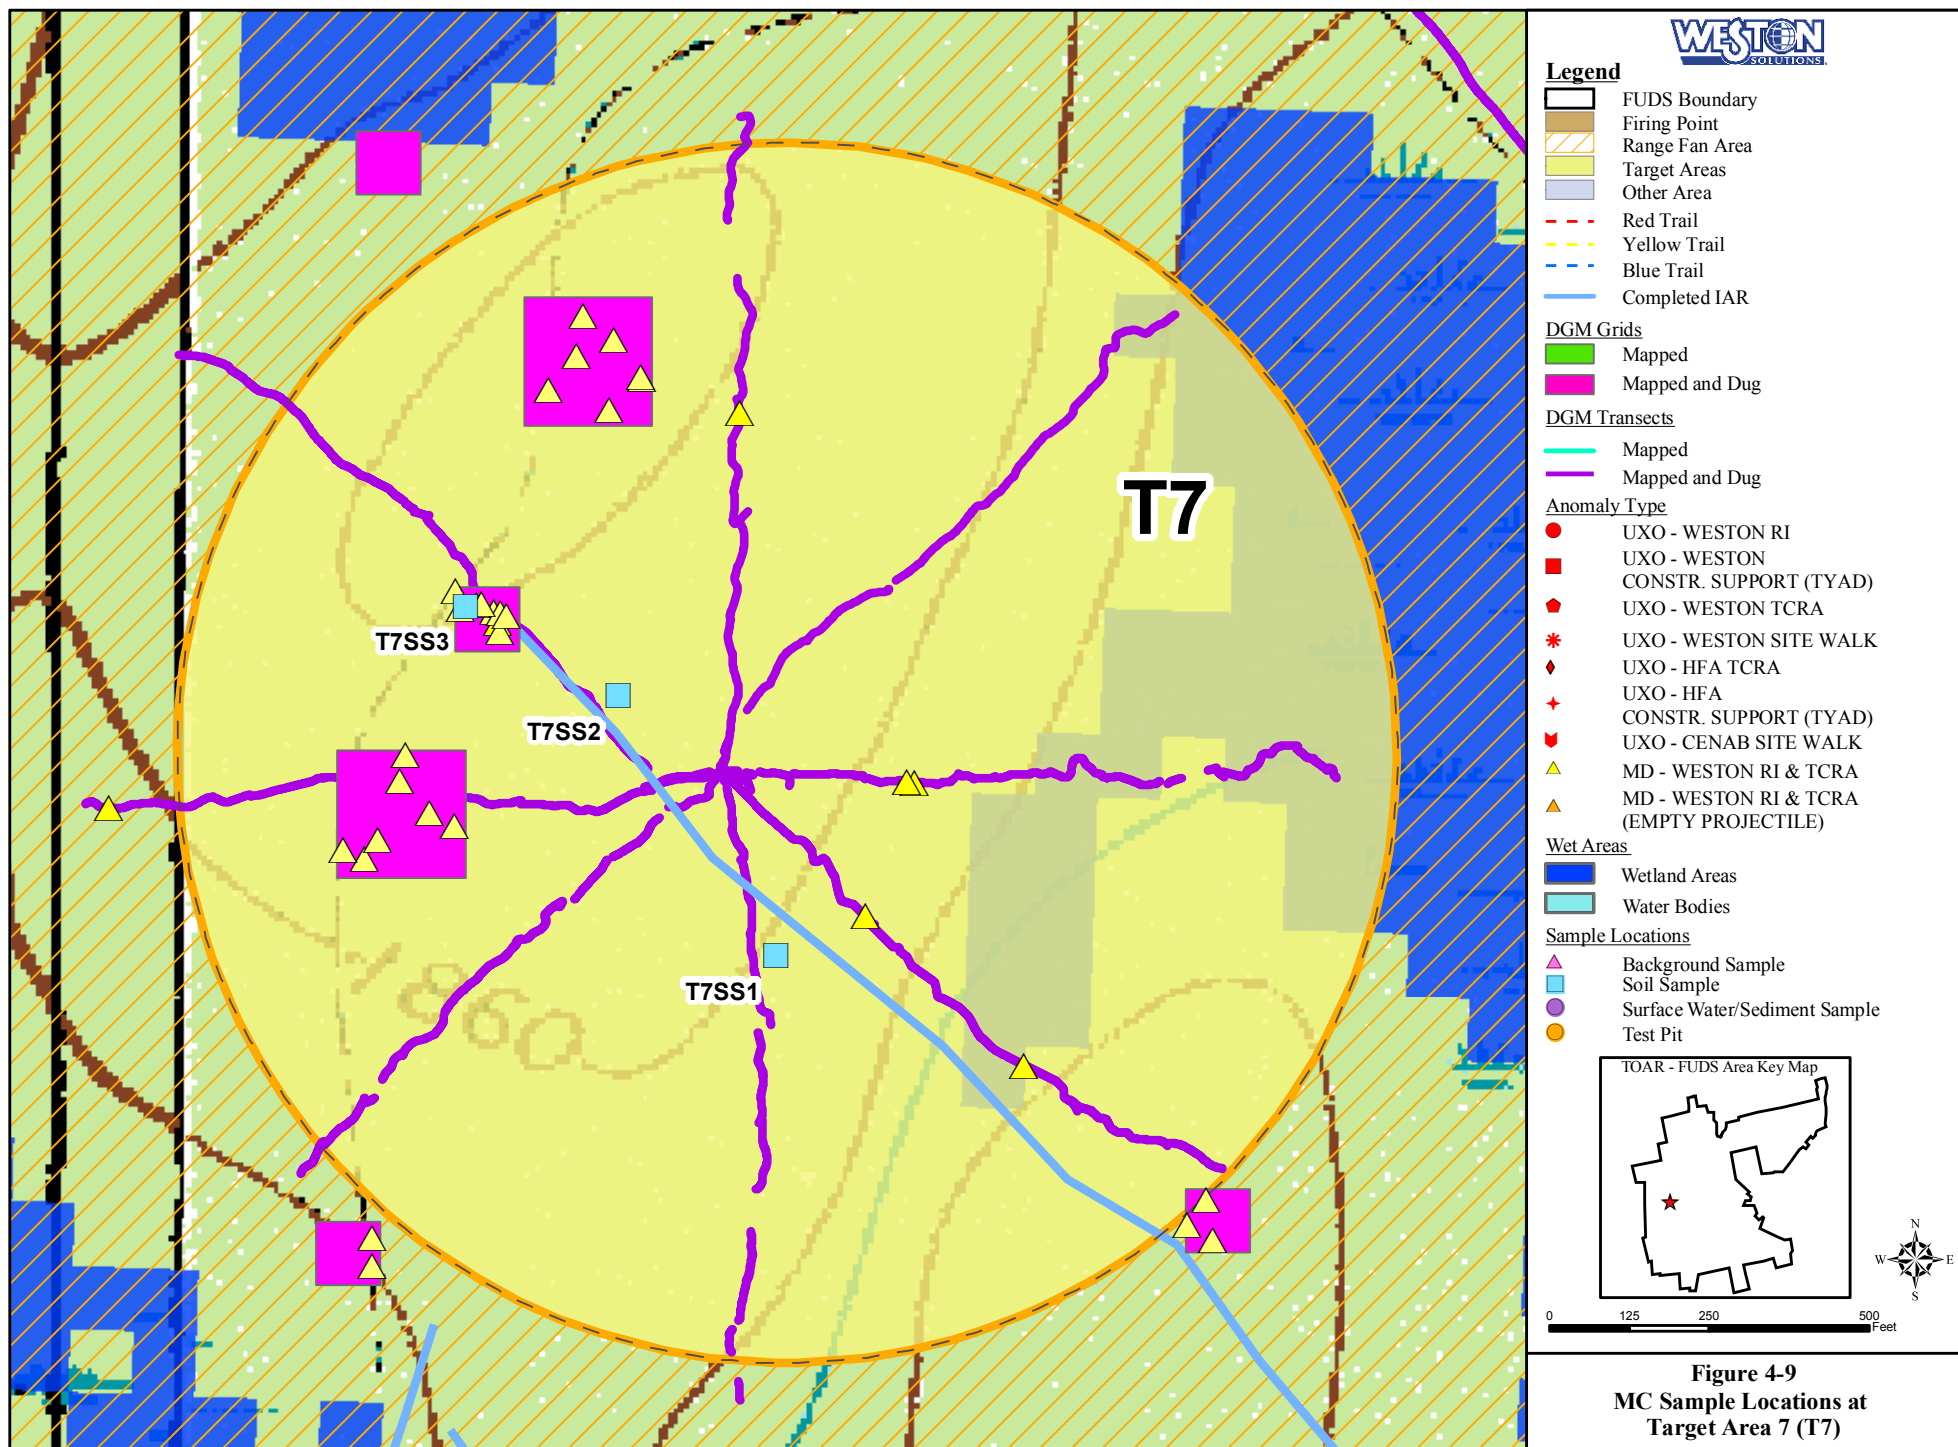 T7
T7SS3
T7SS2
T7SS1
1860
WESTON
SOLUTIONS
Legend
FUDS Boundary
Firing Point
Range Fan Area
Target Areas
Other Area
Red Trail
Yellow Trail
Blue Trail
Completed IAR
DGM Grids
Mapped
Mapped and Dug
DGM Transects
Mapped
Mapped and Dug
Anomaly Type
UXO - WESTON RI
UXO - WESTON
CONSTR. SUPPORT (TYAD)
UXO - WESTON TCRA
UXO - WESTON SITE WALK
UXO - HFA TCRA
UXO - HFA
CONSTR. SUPPORT (TYAD)
UXO - CENAB SITE WALK
MD - WESTON RI & TCRA
MD - WESTON RI & TCRA
(EMPTY PROJECTILE)
Wet Areas
Wetland Areas
Water Bodies
Sample Locations
Background Sample
Soil Sample
Surface Water/Sediment Sample
Test Pit
TOAR - FUDS Area Key Map
N
W E
S
0 125 250 500
Feet
Figure 4-9
MC Sample Locations at
Target Area 7 (T7)